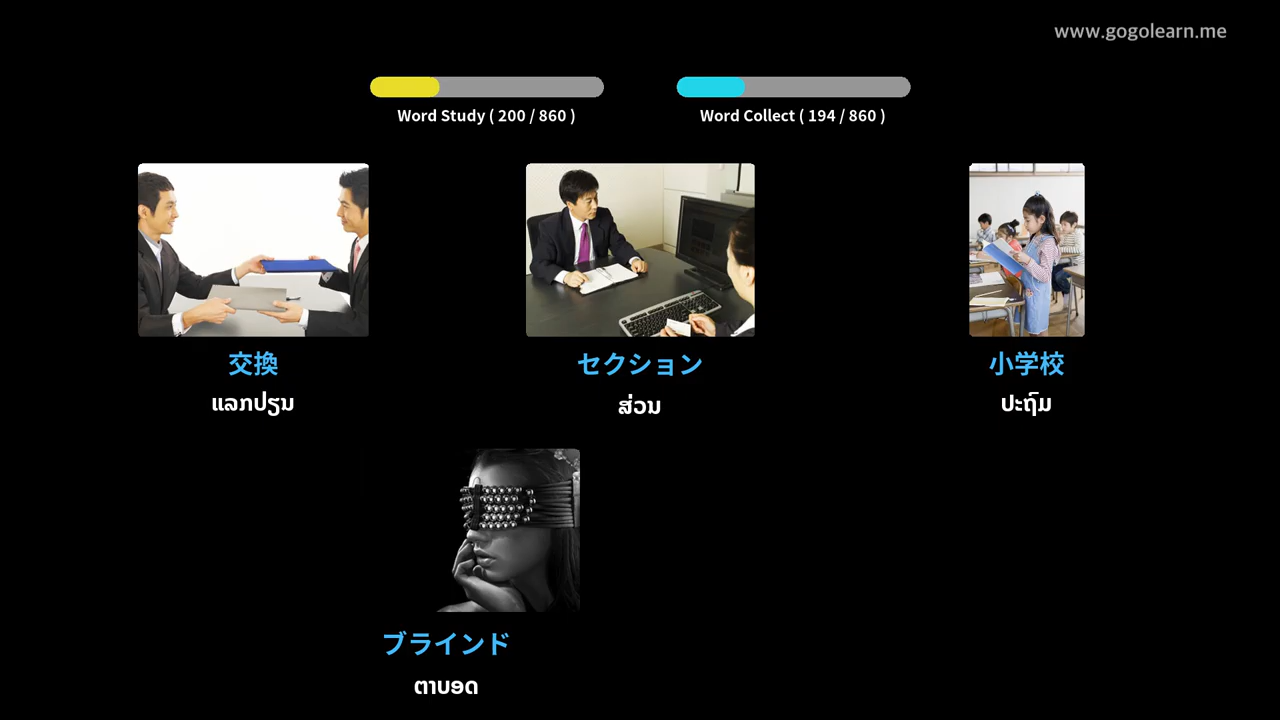 www.gogolearn.me
Word Study ( 200 / 860 )
Word Collect ( 194 / 860 )
交換
ແລກປຽນ
セクション
ສ່ວນ
小学校
ປະຖົມ
ブラインド
ຕາບອດ